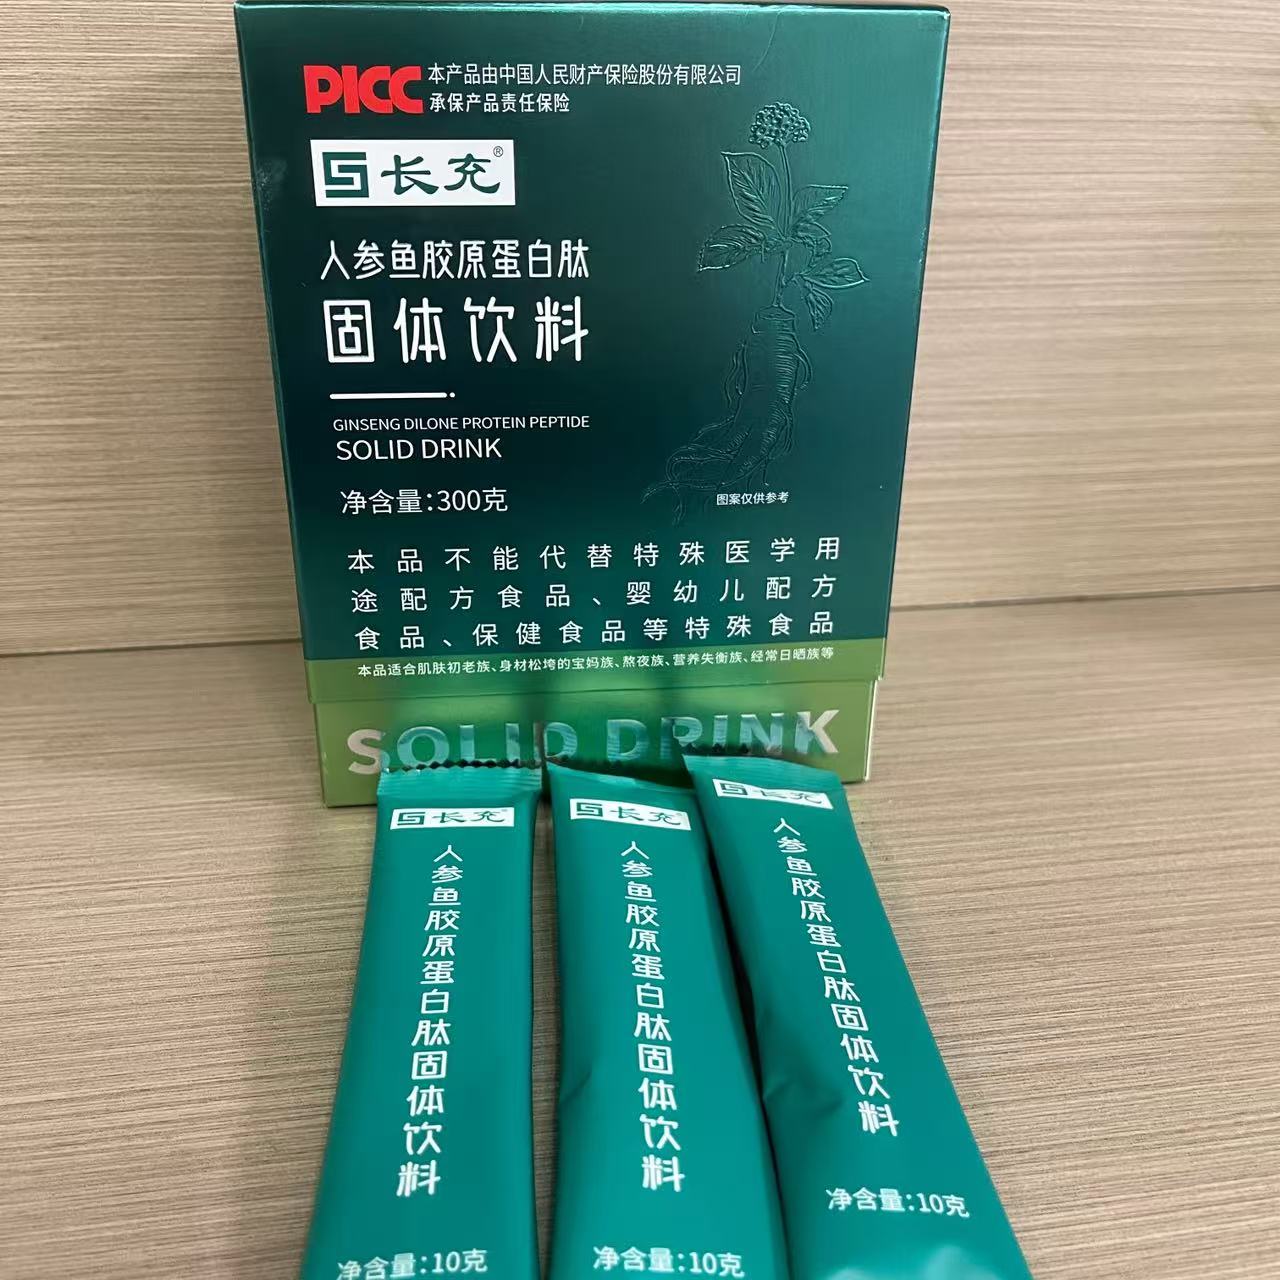 PICC 本产品由中国人民财产保险股份有限公司
承保产品责任保险
长充®
人参鱼胶原蛋白肽
固体饮料
GINSENG DILONE PROTEIN PEPTIDE
SOLID DRINK
净含量:300克
图案仅供参考
本品不能代替特殊医学用
途配方食品、婴幼儿配方
食品、保健食品等特殊食品
本品适合肌肤初老族、身材松垮的宝妈族、熬夜族、营养失衡族、经常日晒族等
SOLID DRINK
长充
人参鱼胶原蛋白肽固体饮料
净含量:10克
长充
人参鱼胶原蛋白肽固体饮料
净含量:10克
长充
人参鱼胶原蛋白肽固体饮料
净含量:10克